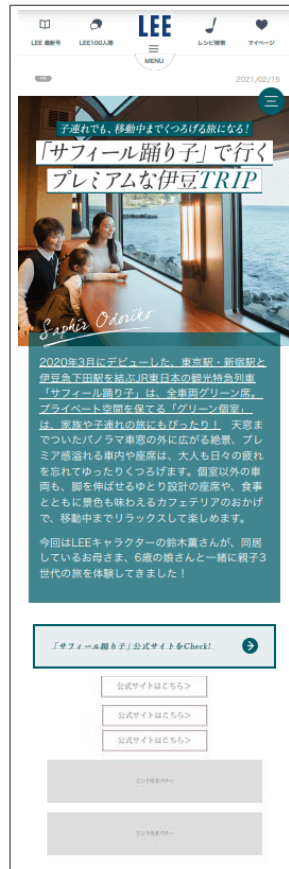 LEE 最新号
LEE100人隊
LEE
MENU
レシピ検索
マイページ
PR
2021/02/15
子連れでも、移動中までくつろげる旅になる!
「サフィール踊り子」で行く
プレミアムな伊豆TRIP
Saphir Odoriko
2020年3月にデビューした、東京駅・新宿駅と
伊豆急下田駅を結ぶJR東日本の観光特急列車
「サフィール踊り子」は、全車両グリーン席。
プライベート空間を保てる「グリーン個室」
は、家族や子連れの旅にもぴったり! 天窓ま
でついたパノラマ車窓の外に広がる絶景、プレ
ミア感溢れる車内や座席は、大人も日々の疲れ
を忘れてゆったりくつろげます。個室以外の車
両も、脚を伸ばせるゆとり設計の座席や、食事
とともに景色も味わえるカフェテリアのおかげ
で、移動中までリラックスして楽しめます。
今回はLEEキャラクターの鈴木薫さんが、同居
しているお母さま、6歳の娘さんと一緒に親子3
世代の旅を体験してきました!
「サフィール踊り子」公式サイトをCheck!
公式サイトはこちら>
公式サイトはこちら>
公式サイトはこちら>
リンク付きバナー
リンク付きバナー